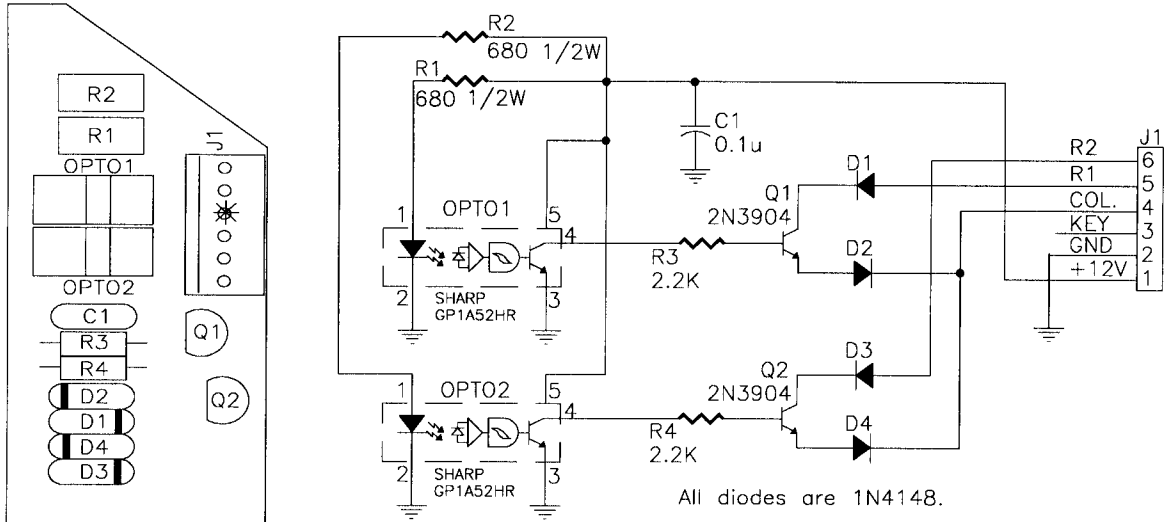 R2
R1
J1
OPTO1
OPTO2
C1
R3
R4
D2
D1
D4
D3
Q1
Q2
R2
680 1/2W
R1
680 1/2W
C1
0.1u
1
OPTO1
5
4
2
SHARP
GP1A52HR
3
R3
2.2K
Q1
2N3904
D1
D2
J1
R2 6
R1 5
COL. 4
KEY 3
GND 2
+12V 1
1
OPTO2
5
4
2
SHARP
GP1A52HR
3
R4
2.2K
Q2
2N3904
D3
D4
All diodes are 1N4148.